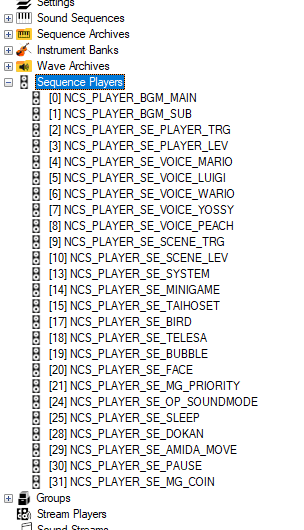 Settings
Sound Sequences
Sequence Archives
Instrument Banks
Wave Archives
Sequence Players
[0] NCS_PLAYER_BGM_MAIN
[1] NCS_PLAYER_BGM_SUB
[2] NCS_PLAYER_SE_PLAYER_TRG
[3] NCS_PLAYER_SE_PLAYER_LEV
[4] NCS_PLAYER_SE_VOICE_MARIO
[5] NCS_PLAYER_SE_VOICE_LUIGI
[6] NCS_PLAYER_SE_VOICE_WARIO
[7] NCS_PLAYER_SE_VOICE_YOSSY
[8] NCS_PLAYER_SE_VOICE_PEACH
[9] NCS_PLAYER_SE_SCENE_TRG
[10] NCS_PLAYER_SE_SCENE_LEV
[13] NCS_PLAYER_SE_SYSTEM
[14] NCS_PLAYER_SE_MINIGAME
[15] NCS_PLAYER_SE_TAIHOSET
[17] NCS_PLAYER_SE_BIRD
[18] NCS_PLAYER_SE_TELESA
[19] NCS_PLAYER_SE_BUBBLE
[20] NCS_PLAYER_SE_FACE
[21] NCS_PLAYER_SE_MG_PRIORITY
[24] NCS_PLAYER_SE_OP_SOUNDMODE
[25] NCS_PLAYER_SE_SLEEP
[28] NCS_PLAYER_SE_DOKAN
[29] NCS_PLAYER_SE_AMIDA_MOVE
[30] NCS_PLAYER_SE_PAUSE
[31] NCS_PLAYER_SE_MG_COIN
Groups
Stream Players
Sound Streams